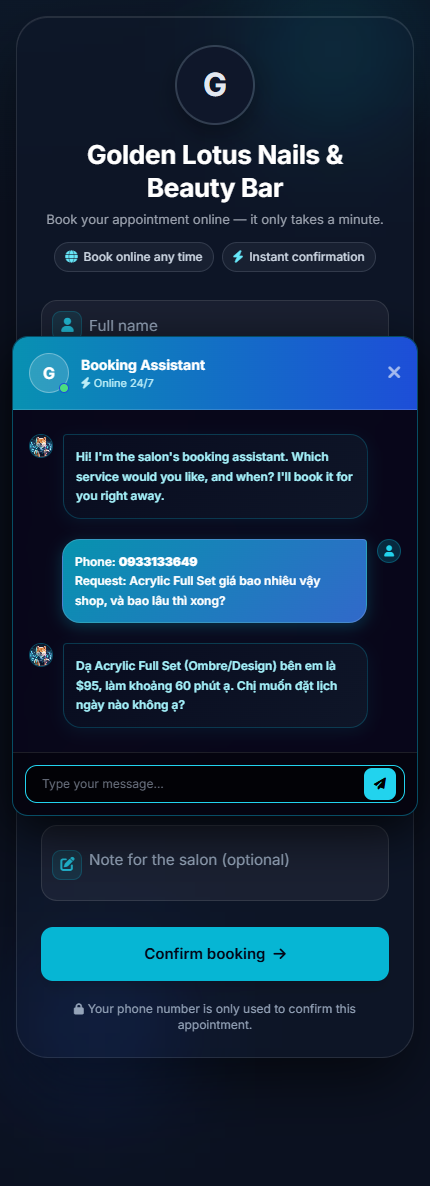 G
Golden Lotus Nails &
Beauty Bar
Book your appointment online — it only takes a minute.
Book online any time
Instant confirmation
Full name
G
Booking Assistant
Online 24/7
Hi! I'm the salon's booking assistant. Which
service would you like, and when? I'll book it for
you right away.
Phone: 0933133649
Request: Acrylic Full Set giá bao nhiêu vậy
shop, và bao lâu thì xong?
Dạ Acrylic Full Set (Ombre/Design) bên em là
$95, làm khoảng 60 phút ạ. Chị muốn đặt lịch
ngày nào không ạ?
Type your message...
Note for the salon (optional)
Confirm booking →
Your phone number is only used to confirm this
appointment.